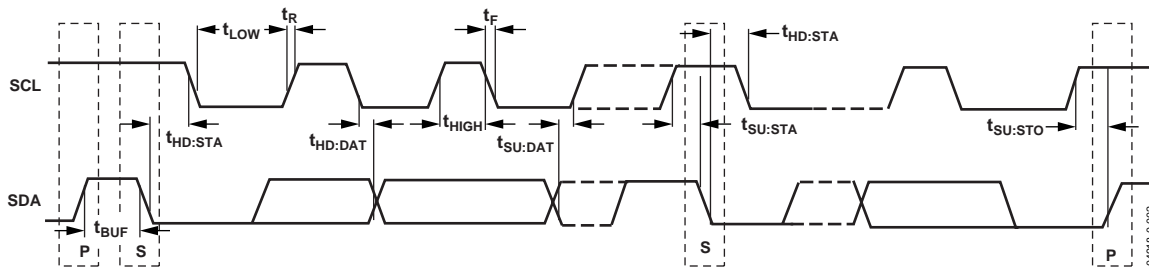 tR
tF
tLOW
tHD:STA
SCL
tHD:STA
tHD:DAT
tHIGH
tSU:DAT
tSU:STA
tSU:STO
SDA
tBUF
P
S
S
P